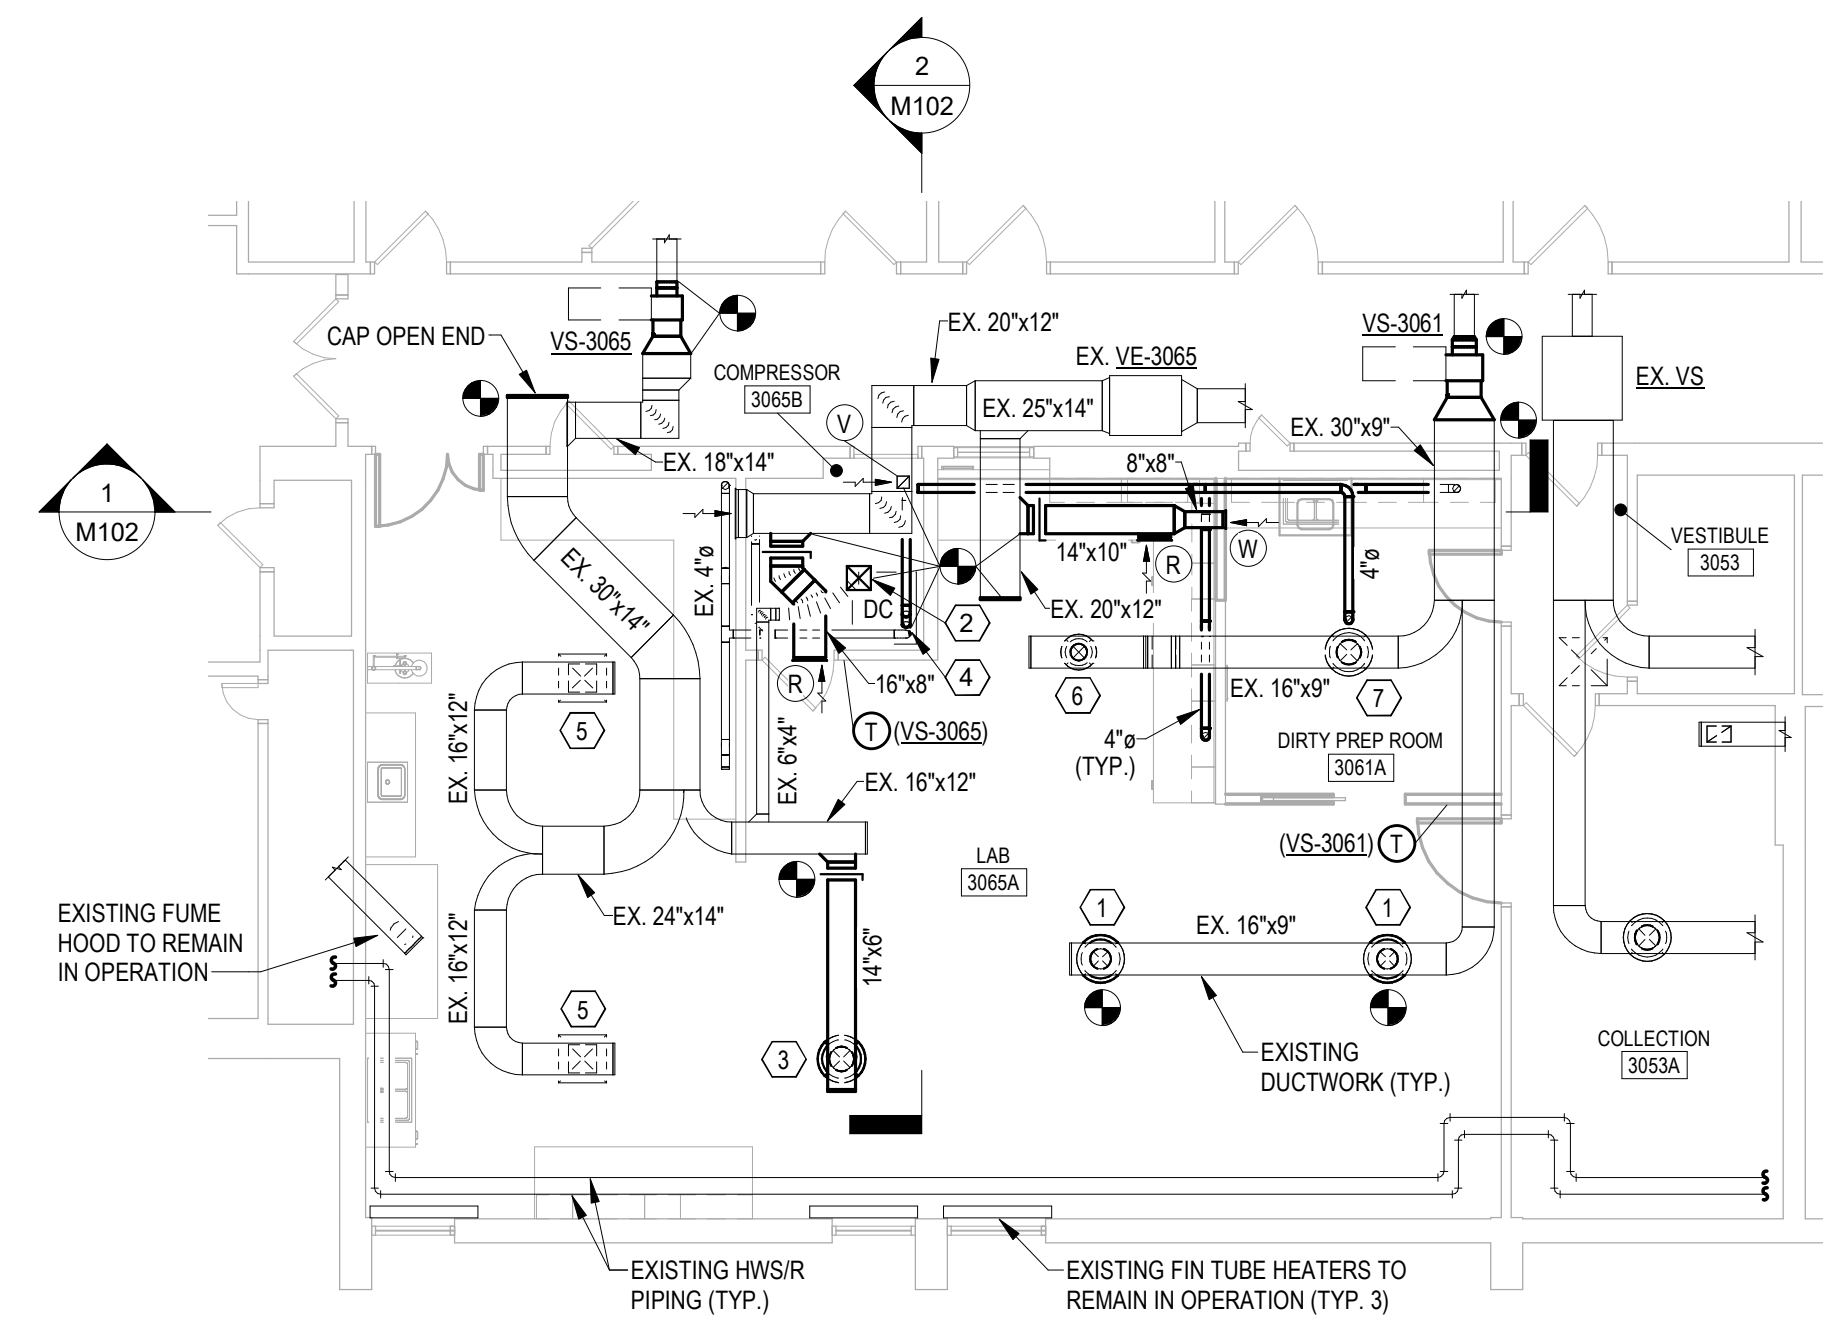 2
M102
CAP OPEN END
VS-3065
EX. 20"x12"
VS-3061
EX. VE-3065
EX. VS
COMPRESSOR
3065B
EX. 25"x14"
V
EX. 30"x9"
EX. 18"x14"
8"x8"
1
M102
EX. 4"ø
EX. 30"x14"
14"x10"
R
W
4"ø
VESTIBULE
3053
DC
2
EX. 20"x12"
4
R
16"x8"
6
EX. 16"x9"
7
5
T
(VS-3065)
4"ø
(TYP.)
DIRTY PREP ROOM
3061A
EX. 16"x12"
EX. 6"x4"
EX. 16"x12"
(VS-3061)
T
LAB
3065A
EXISTING FUME
HOOD TO REMAIN
IN OPERATION
EX. 24"x14"
1
1
EX. 16"x9"
EX. 16"x12"
14"x6"
5
3
EXISTING
DUCTWORK (TYP.)
COLLECTION
3053A
EXISTING HWS/R
PIPING (TYP.)
EXISTING FIN TUBE HEATERS TO
REMAIN IN OPERATION (TYP. 3)